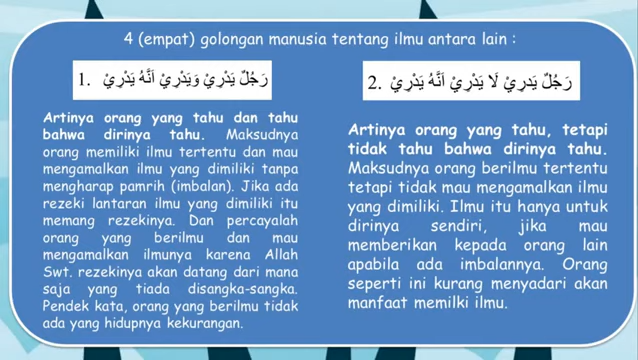 4 (empat) golongan manusia tentang ilmu antara lain :
1. رَجُلٌ يَدْرِيْ وَيَدْرِيْ اَنَّهُ يَدْرِيْ
Artinya orang yang tahu dan tahu
bahwa dirinya tahu. Maksudnya
orang memiliki ilmu tertentu dan mau
mengamalkan ilmu yang dimiliki tanpa
mengharap pamrih (imbalan). Jika ada
rezeki lantaran ilmu yang dimiliki itu
memang rezekinya. Dan percayalah
orang yang berilmu dan mau
mengamalkan ilmunya karena Allah
Swt. rezekinya akan datang dari mana
saja yang tiada disangka-sangka.
Pendek kata, orang yang berilmu tidak
ada yang hidupnya kekurangan.
2. رَجُلٌ يَدرِيْ لَا يَدْرِيْ اَنَّهُ يَدْرِيْ
Artinya orang yang tahu, tetapi
tidak tahu bahwa dirinya tahu.
Maksudnya orang berilmu tertentu
tetapi tidak mau mengamalkan ilmu
yang dimiliki. Ilmu itu hanya untuk
dirinya sendiri, jika mau
memberikan kepada orang lain
apabila ada imbalannya. Orang
seperti ini kurang menyadari akan
manfaat memilki ilmu.